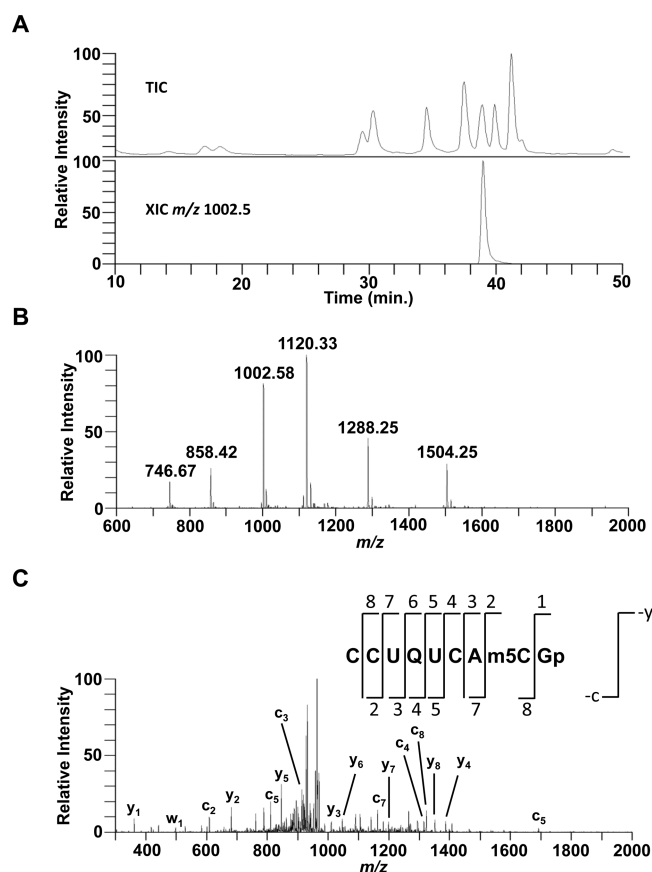 A
100
TIC
50
Relative Intensity
0
100
XIC m/z 1002.5
50
0
10 20 30 40 50
Time (min.)
B
1120.33
100
1002.58
Relative Intensity
50
1288.25
858.42
1504.25
746.67
0
600 800 1000 1200 1400 1600 1800 2000
m/z
C
8 7 6 5 4 3 2 1
-y
C C U Q U C A m5C Gp
-c
2 3 4 5 7 8
100
Relative Intensity
50
0
y1
w1
c2
y2
c5
y5
c3
y3
y6
c7
y7
c4
c8
y8
y4
c5
400 600 800 1000 1200 1400 1600 1800 2000
m/z